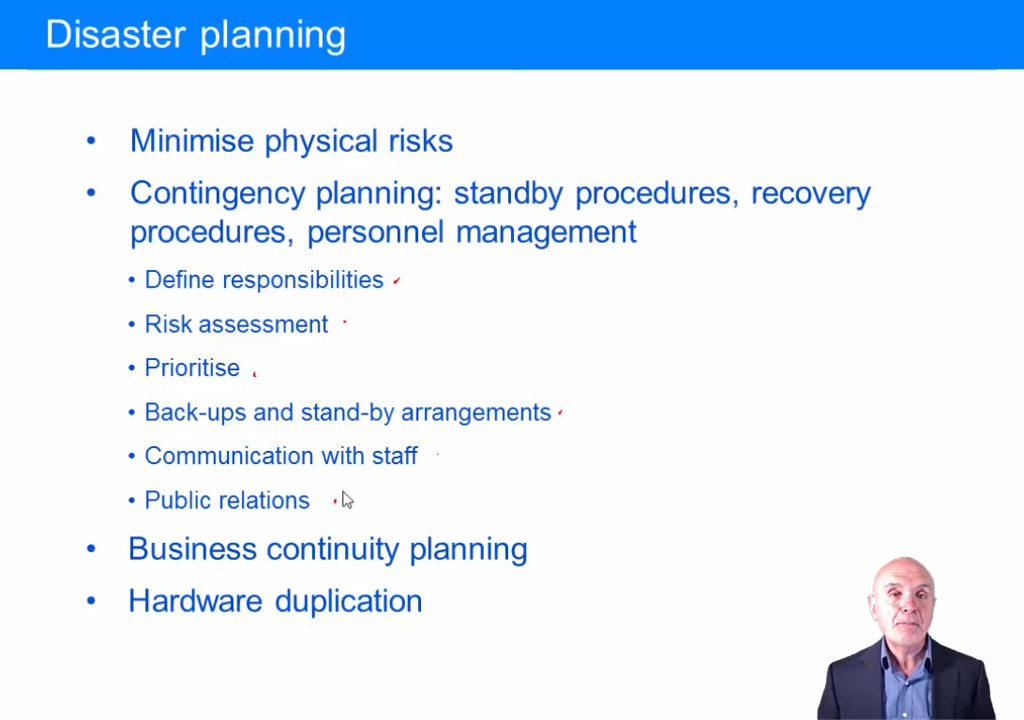 Disaster planning
• Minimise physical risks
• Contingency planning: standby procedures, recovery
procedures, personnel management
• Define responsibilities
• Risk assessment
• Prioritise
• Back-ups and stand-by arrangements
• Communication with staff
• Public relations
• Business continuity planning
• Hardware duplication